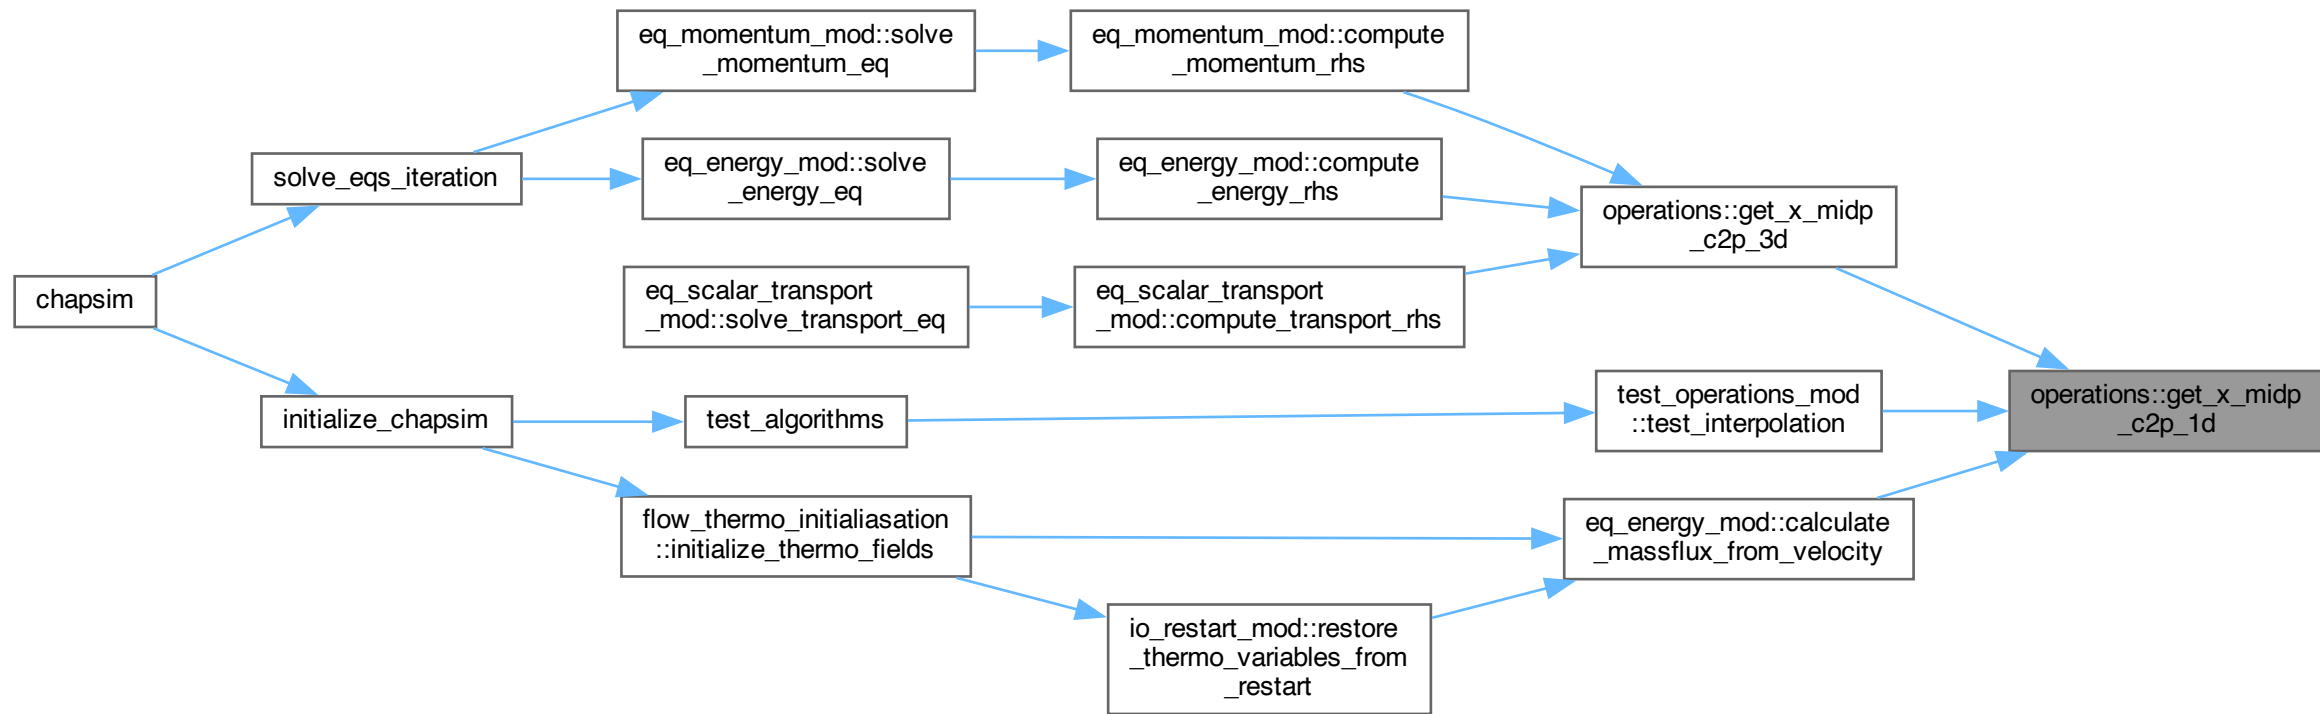 eq_momentum_mod::solve
_momentum_eq
eq_momentum_mod::compute
_momentum_rhs
solve_eqs_iteration
eq_energy_mod::solve
_energy_eq
eq_energy_mod::compute
_energy_rhs
operations::get_x_midp
_c2p_3d
chapsim
eq_scalar_transport
_mod::solve_transport_eq
eq_scalar_transport
_mod::compute_transport_rhs
initialize_chapsim
test_algorithms
test_operations_mod
::test_interpolation
operations::get_x_midp
_c2p_1d
flow_thermo_initialiasation
::initialize_thermo_fields
eq_energy_mod::calculate
_massflux_from_velocity
io_restart_mod::restore
_thermo_variables_from
_restart